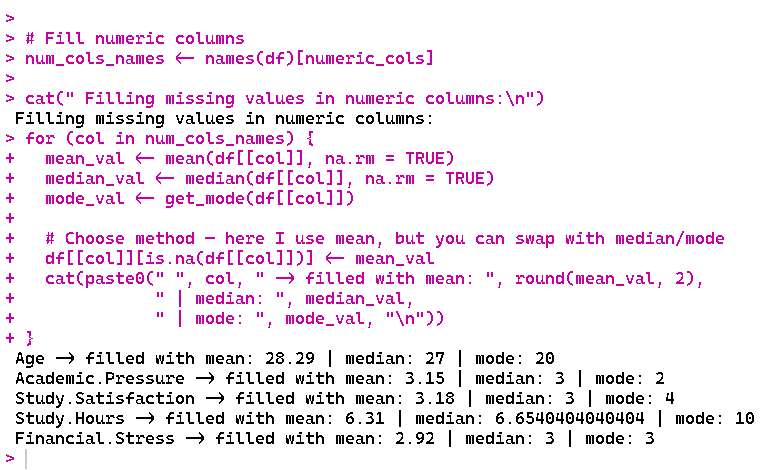 >
> # Fill numeric columns
> num_cols_names <- names(df)[numeric_cols]
>
> cat(" Filling missing values in numeric columns:\n")
 Filling missing values in numeric columns:
> for (col in num_cols_names) {
+   mean_val <- mean(df[[col]], na.rm = TRUE)
+   median_val <- median(df[[col]], na.rm = TRUE)
+   mode_val <- get_mode(df[[col]])
+
+   # Choose method — here I use mean, but you can swap with median/mode
+   df[[col]][is.na(df[[col]])] <- mean_val
+   cat(paste0(" ", col, " -> filled with mean: ", round(mean_val, 2),
+              " | median: ", median_val,
+              " | mode: ", mode_val, "\n"))
+ }
 Age -> filled with mean: 28.29 | median: 27 | mode: 20
 Academic.Pressure -> filled with mean: 3.15 | median: 3 | mode: 2
 Study.Satisfaction -> filled with mean: 3.18 | median: 3 | mode: 4
 Study.Hours -> filled with mean: 6.31 | median: 6.6540404040404 | mode: 10
 Financial.Stress -> filled with mean: 2.92 | median: 3 | mode: 3
>